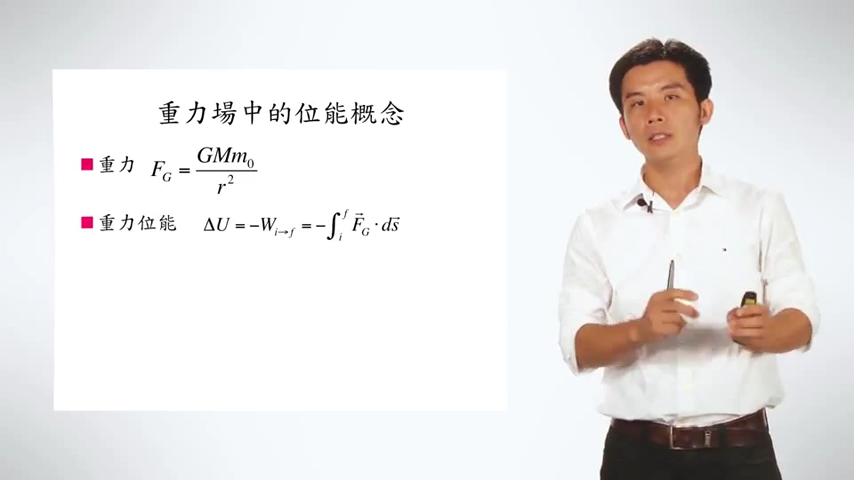 重力場中的位能概念
重力 F_G = GMm_0 / r^2
重力位能 ΔU = −W_{i→f} = −∫_i^f F⃗_G · ds⃗